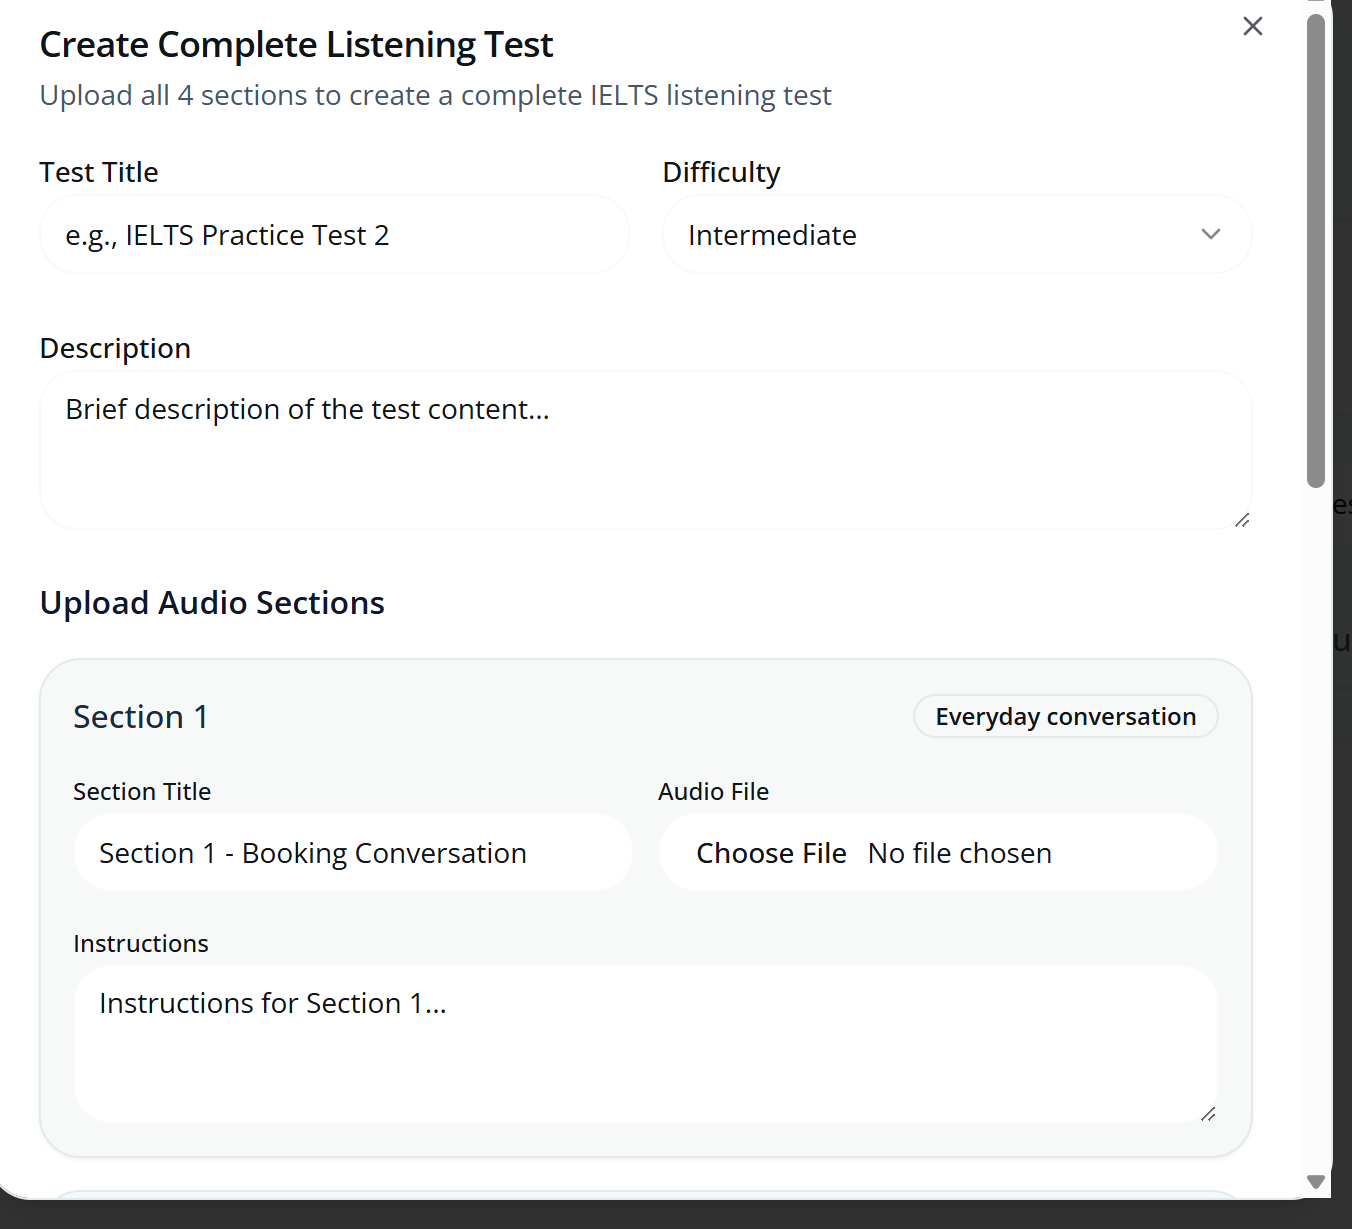 Create Complete Listening Test
Upload all 4 sections to create a complete IELTS listening test
Test Title
Difficulty
e.g., IELTS Practice Test 2
Intermediate
Description
Brief description of the test content...
Upload Audio Sections
Section 1
Everyday conversation
Section Title
Audio File
Section 1 - Booking Conversation
Choose File No file chosen
Instructions
Instructions for Section 1...